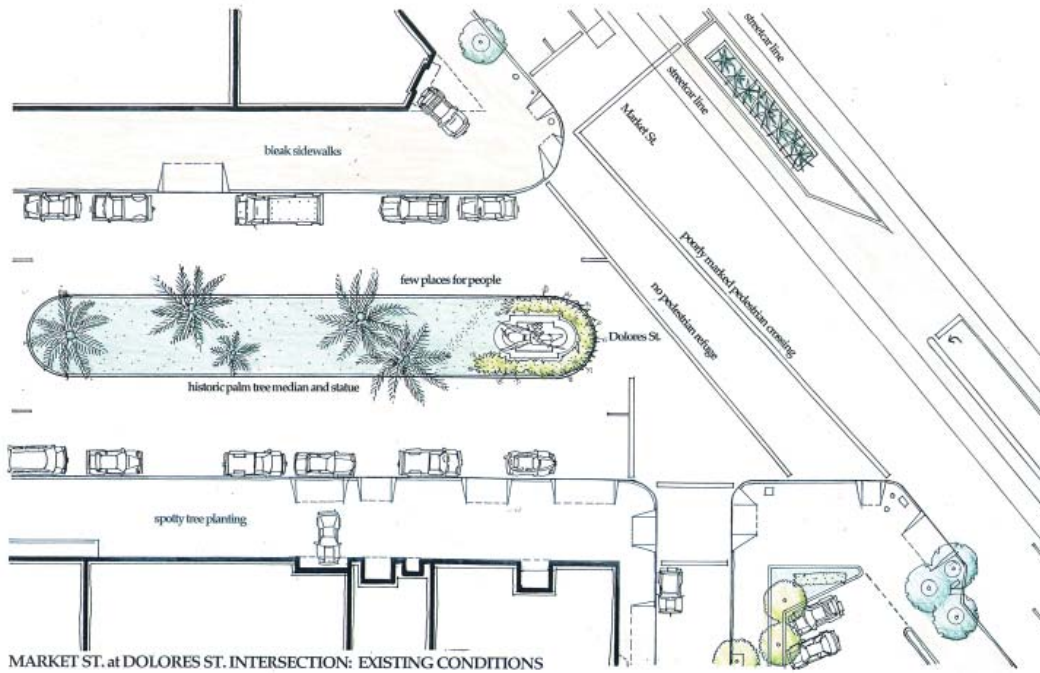 streetcar line
streetcar line
Market St.
bleak sidewalks
poorly marked pedestrian crossing
few places for people
no pedestrian refuge
Dolores St.
historic palm tree median and statue
spotty tree planting
MARKET ST. at DOLORES ST. INTERSECTION: EXISTING CONDITIONS